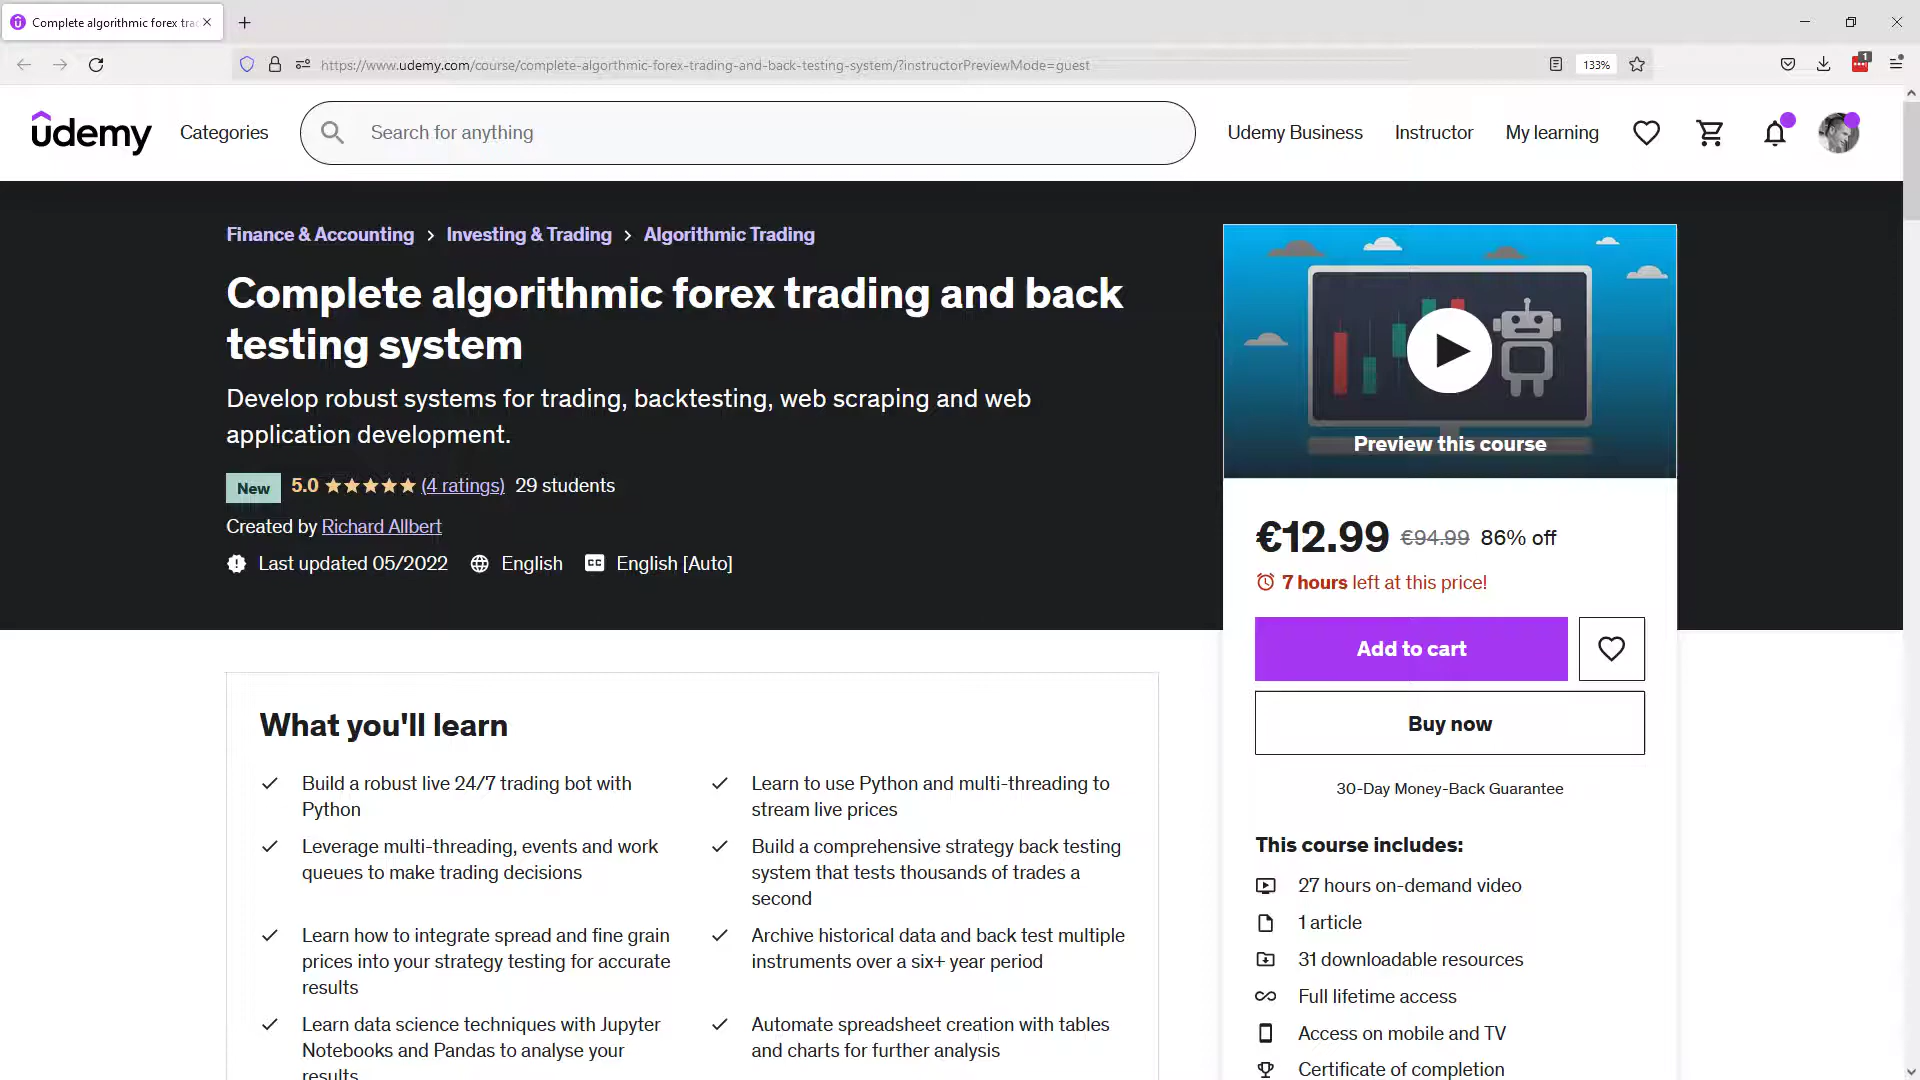 Complete algorithmic forex tra
https://www.udemy.com/course/complete-algorthmic-forex-trading-and-back-testing-system/?instructorPreviewMode=guest
133%
1
udemy
Categories
Search for anything
Udemy Business
Instructor
My learning
Finance & Accounting
Investing & Trading
Algorithmic Trading
Complete algorithmic forex trading and back
testing system
Develop robust systems for trading, backtesting, web scraping and web
application development.
New 5.0 (4 ratings) 29 students
Created by Richard Allbert
Last updated 05/2022 English CC English [Auto]
Preview this course
€12.99 €94.99 86% off
7 hours left at this price!
Add to cart
Buy now
30-Day Money-Back Guarantee
This course includes:
27 hours on-demand video
1 article
31 downloadable resources
Full lifetime access
Access on mobile and TV
Certificate of completion
What you'll learn
Build a robust live 24/7 trading bot with
Python
Learn to use Python and multi-threading to
stream live prices
Leverage multi-threading, events and work
queues to make trading decisions
Build a comprehensive strategy back testing
system that tests thousands of trades a
second
Learn how to integrate spread and fine grain
prices into your strategy testing for accurate
results
Archive historical data and back test multiple
instruments over a six+ year period
Learn data science techniques with Jupyter
Notebooks and Pandas to analyse your
results
Automate spreadsheet creation with tables
and charts for further analysis